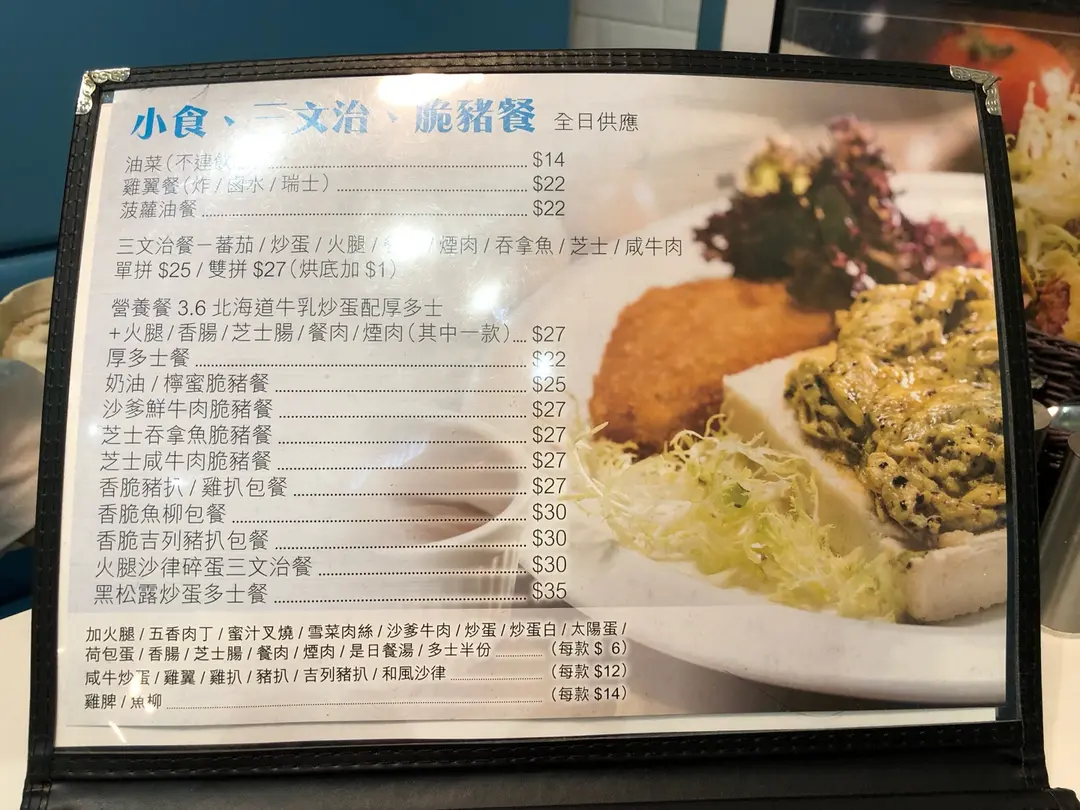 小食、三文治、脆豬餐 全日供應
油菜(不連 $14
雞翼餐(炸/鹵水/瑞士) $22
菠蘿油餐 $22
三文治餐－蕃茄/炒蛋/火腿/ /煙肉/吞拿魚/芝士/咸牛肉
單拼 $25/雙拼 $27(烘底加 $1)
營養餐 3.6 北海道牛乳炒蛋配厚多士
+火腿/香腸/芝士腸/餐肉/煙肉(其中一款) $27
厚多士餐 $22
奶油/檸蜜脆豬餐 $25
沙爹鮮牛肉脆豬餐 $27
芝士吞拿魚脆豬餐 $27
芝士咸牛肉脆豬餐 $27
香脆豬扒/雞扒包餐 $27
香脆魚柳包餐 $30
香脆吉列豬扒包餐 $30
火腿沙律碎蛋三文治餐 $30
黑松露炒蛋多士餐 $35
加火腿/五香肉丁/蜜汁叉燒/雪菜肉絲/沙爹牛肉/炒蛋/炒蛋白/太陽蛋/
荷包蛋/香腸/芝士腸/餐肉/煙肉/是日餐湯/多士半份 (每款 $ 6)
咸牛炒蛋/雞翼/雞扒/豬扒/吉列豬扒/和風沙律 (每款 $12)
雞脾/魚柳 (每款 $14)